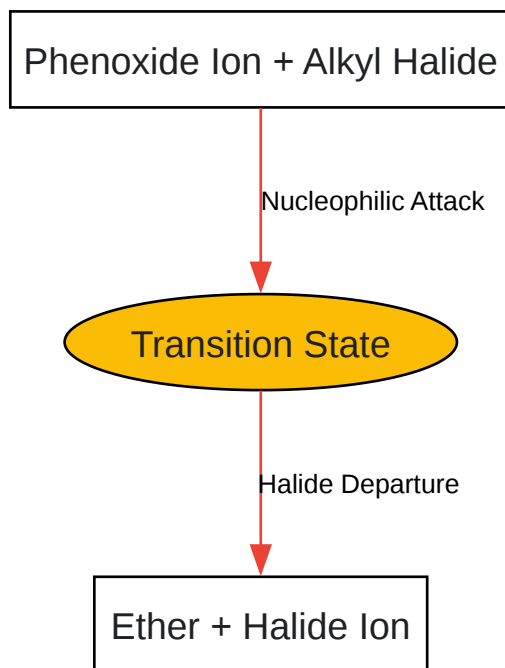 Phenoxide Ion + Alkyl Halide
Nucleophilic Attack
Transition State
Halide Departure
Ether + Halide Ion